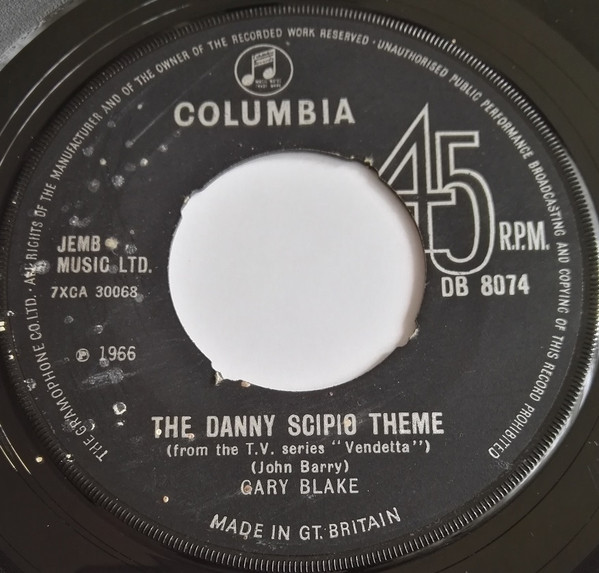 THE GRAMOPHONE CO. LTD. · ALL RIGHTS OF THE MANUFACTURER AND OF THE OWNER OF THE RECORDED WORK RESERVED · UNAUTHORISED PUBLIC PERFORMANCE BROADCASTING AND COPYING OF THIS RECORD PROHIBITED
COLUMBIA
45
R.P.M.
JEMB
MUSIC LTD.
7XCA 30068
DB 8074
℗ 1966
THE DANNY SCIPIO THEME
(from the T.V. series "Vendetta")
(John Barry)
GARY BLAKE
MADE IN GT. BRITAIN